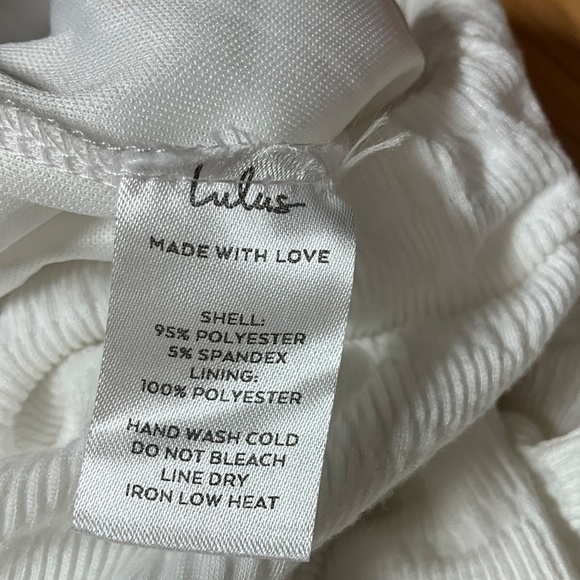 Lulus
MADE WITH LOVE
SHELL:
95% POLYESTER
5% SPANDEX
LINING:
100% POLYESTER
HAND WASH COLD
DO NOT BLEACH
LINE DRY
IRON LOW HEAT